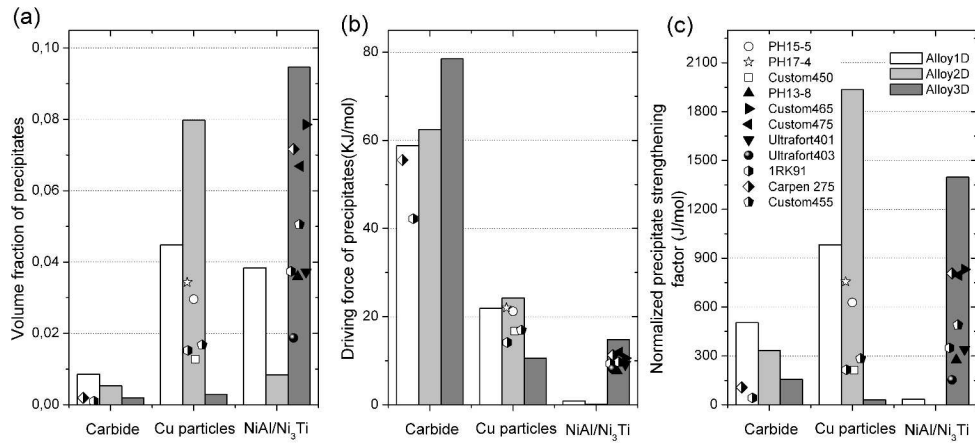 (a)
Volume fraction of precipitates
0,10
0,08
0,06
0,04
0,02
0,00
Carbide
Cu particles
NiAl/Ni3Ti
(b)
Driving force of precipitates(KJ/mol)
80
60
40
20
0
Carbide
Cu particles
NiAl/Ni3Ti
(c)
Normalized precipitate strengthening
factor (J/mol)
2100
1800
1500
1200
900
600
300
0
PH15-5
PH17-4
Custom450
PH13-8
Custom465
Custom475
Ultrafort401
Ultrafort403
1RK91
Carpen 275
Custom455
Alloy1D
Alloy2D
Alloy3D
Carbide
Cu particles
NiAl/Ni3Ti